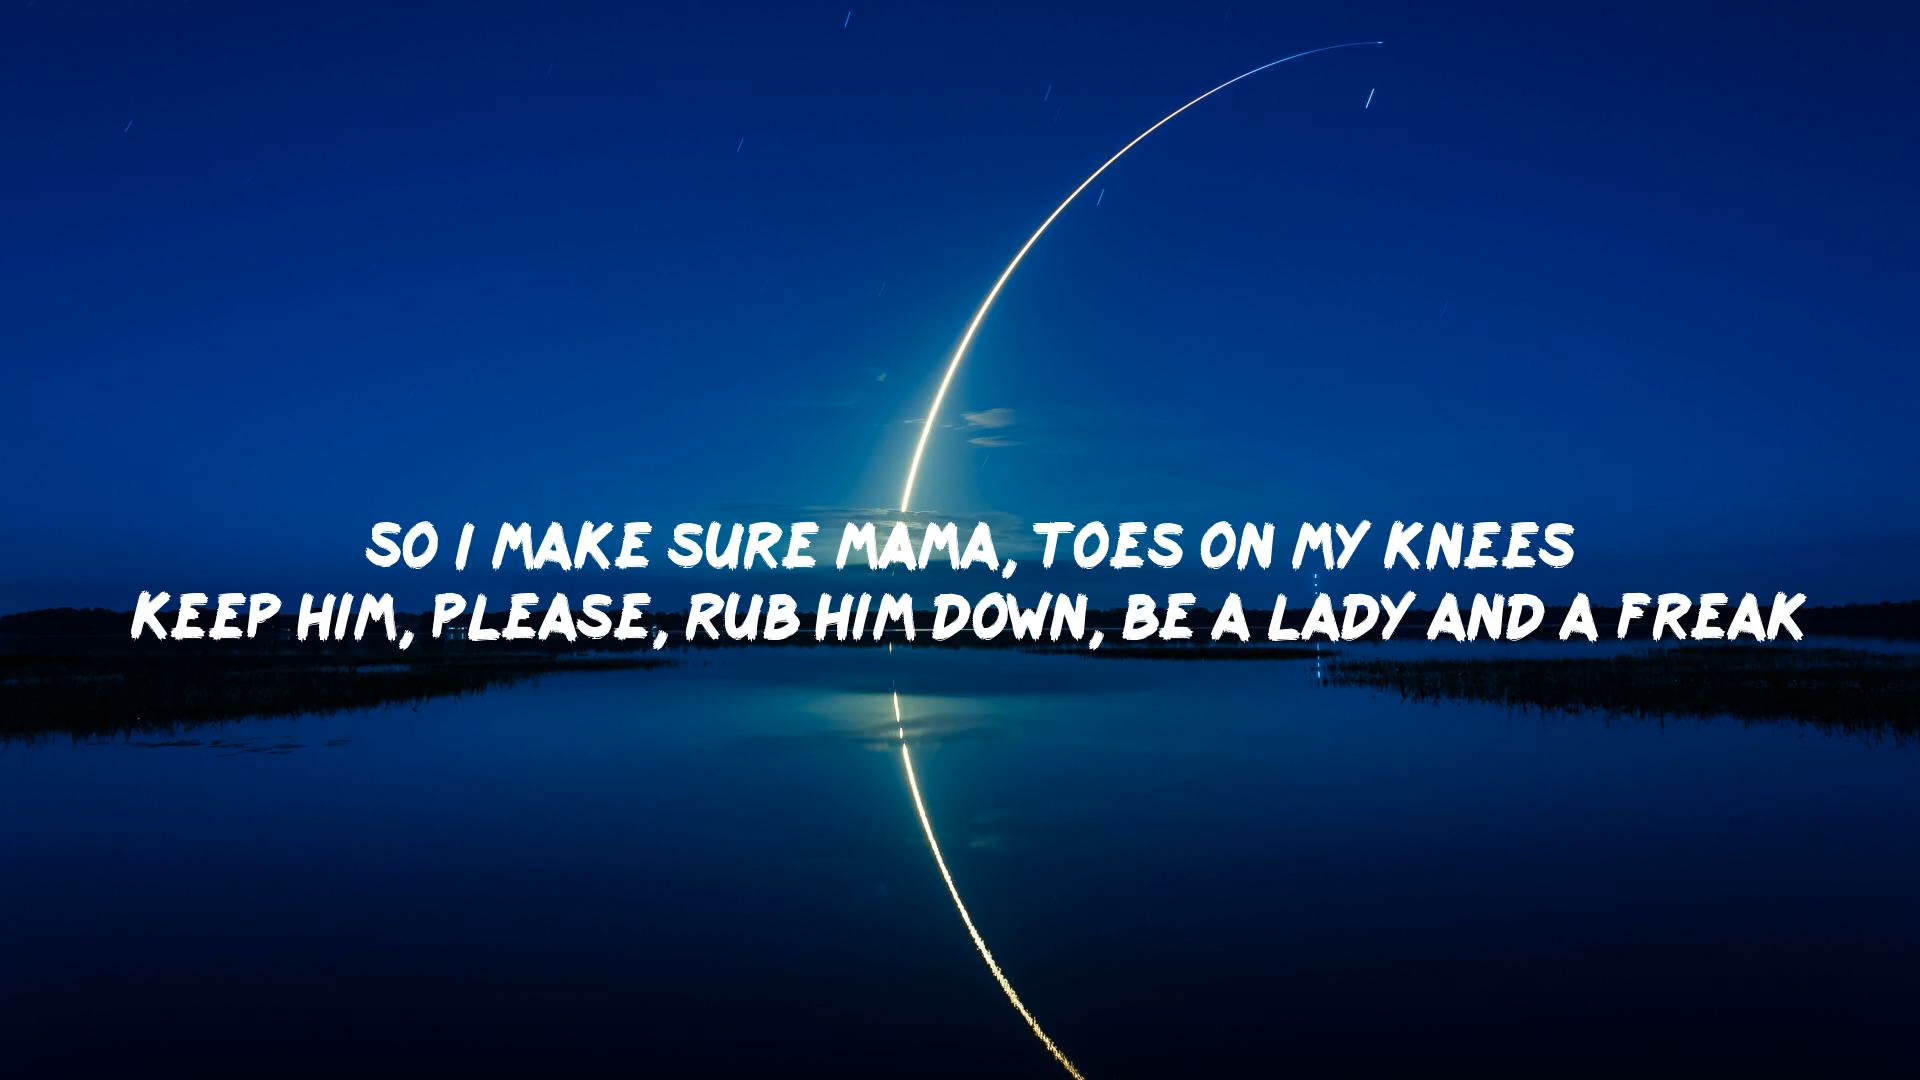 SO I MAKE SURE MAMA, TOES ON MY KNEES
KEEP HIM, PLEASE, RUB HIM DOWN, BE A LADY AND A FREAK